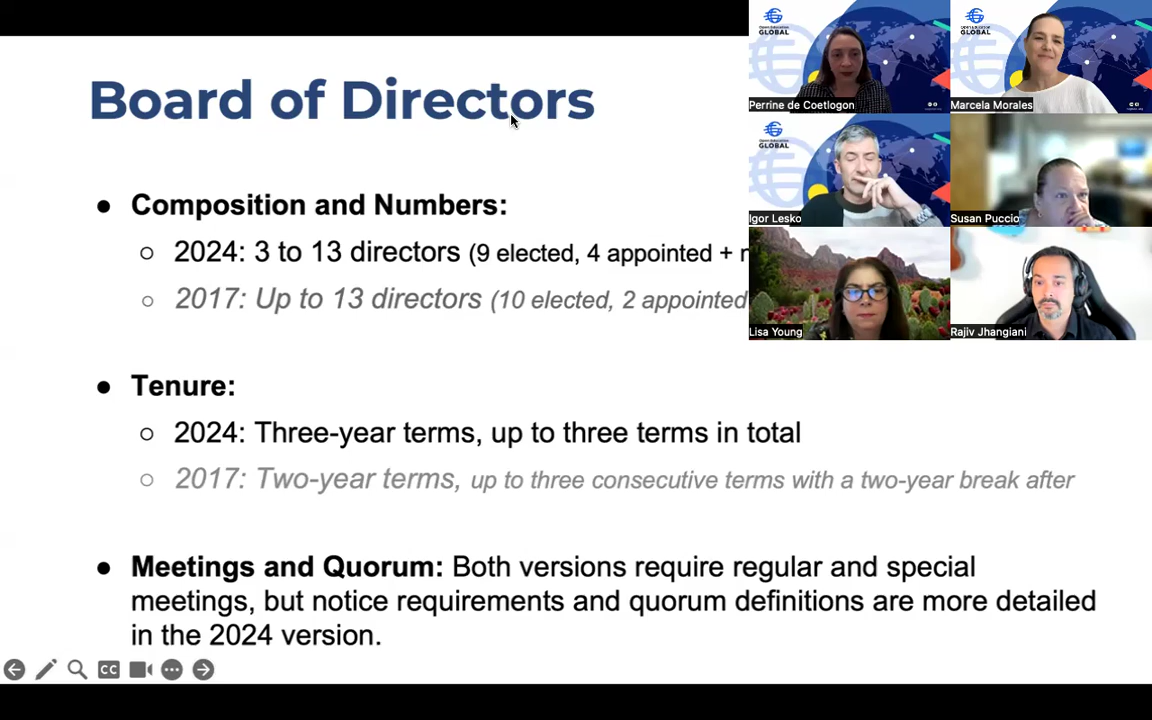 Board of Directors
● Composition and Numbers:
○ 2024: 3 to 13 directors (9 elected, 4 appointed +
○ 2017: Up to 13 directors (10 elected, 2 appointed
● Tenure:
○ 2024: Three-year terms, up to three terms in total
○ 2017: Two-year terms, up to three consecutive terms with a two-year break after
● Meetings and Quorum: Both versions require regular and special
meetings, but notice requirements and quorum definitions are more detailed
in the 2024 version.
CC
GLOBAL
Perrine de Coetlogon
GLOBAL
Marcela Morales
GLOBAL
Igor Lesko
Susan Puccio
Lisa Young
Rajiv Jhangiani